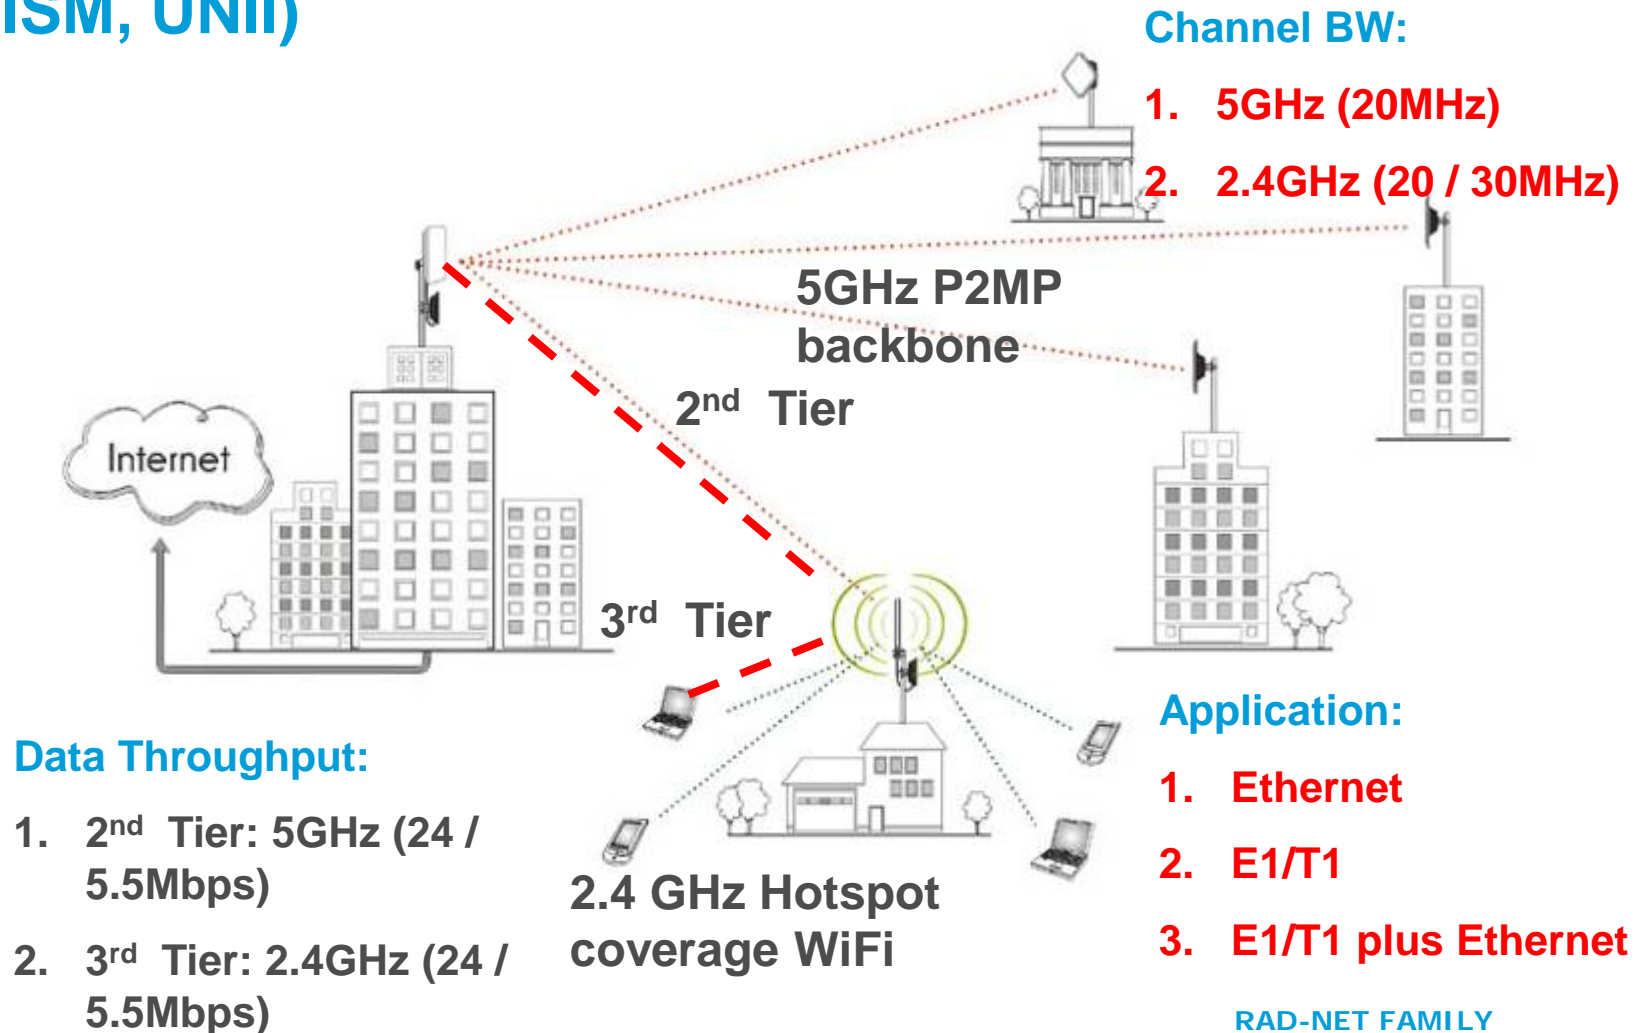 ISM, UNII)
Channel BW:
1. 5GHz (20MHz)
2. 2.4GHz (20 / 30MHz)
5GHz P2MP
backbone
2nd Tier
Internet
3rd Tier
Data Throughput:
1. 2nd Tier: 5GHz (24 /
5.5Mbps)
2. 3rd Tier: 2.4GHz (24 /
5.5Mbps)
2.4 GHz Hotspot
coverage WiFi
Application:
1. Ethernet
2. E1/T1
3. E1/T1 plus Ethernet
RAD-NET FAMILY